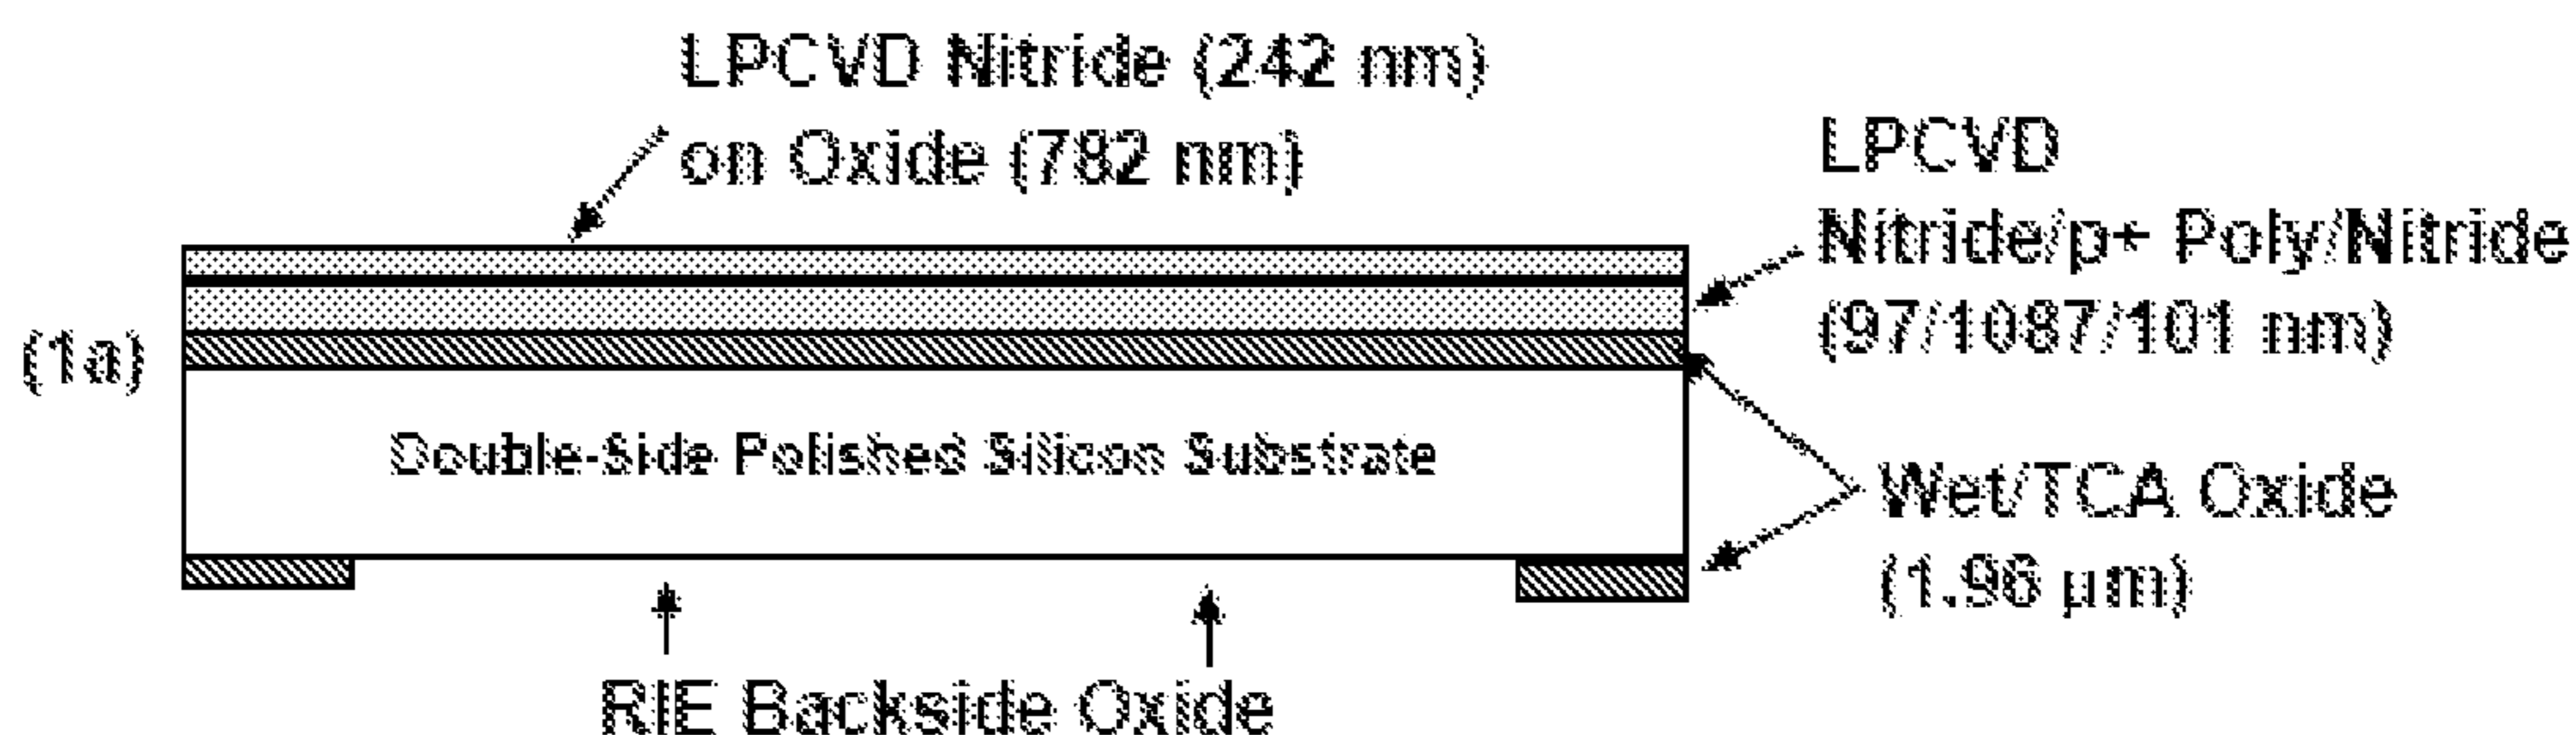 LPCVD Nitride (242 nm)
on Oxide (782 nm)
LPCVD
Nitride/p+ Poly/Nitride
(97/1087/101 nm)
(1a)
Double-Side Polished Silicon Substrate
Wet/TCA Oxide
(1.96 µm)
RIE Backside Oxide